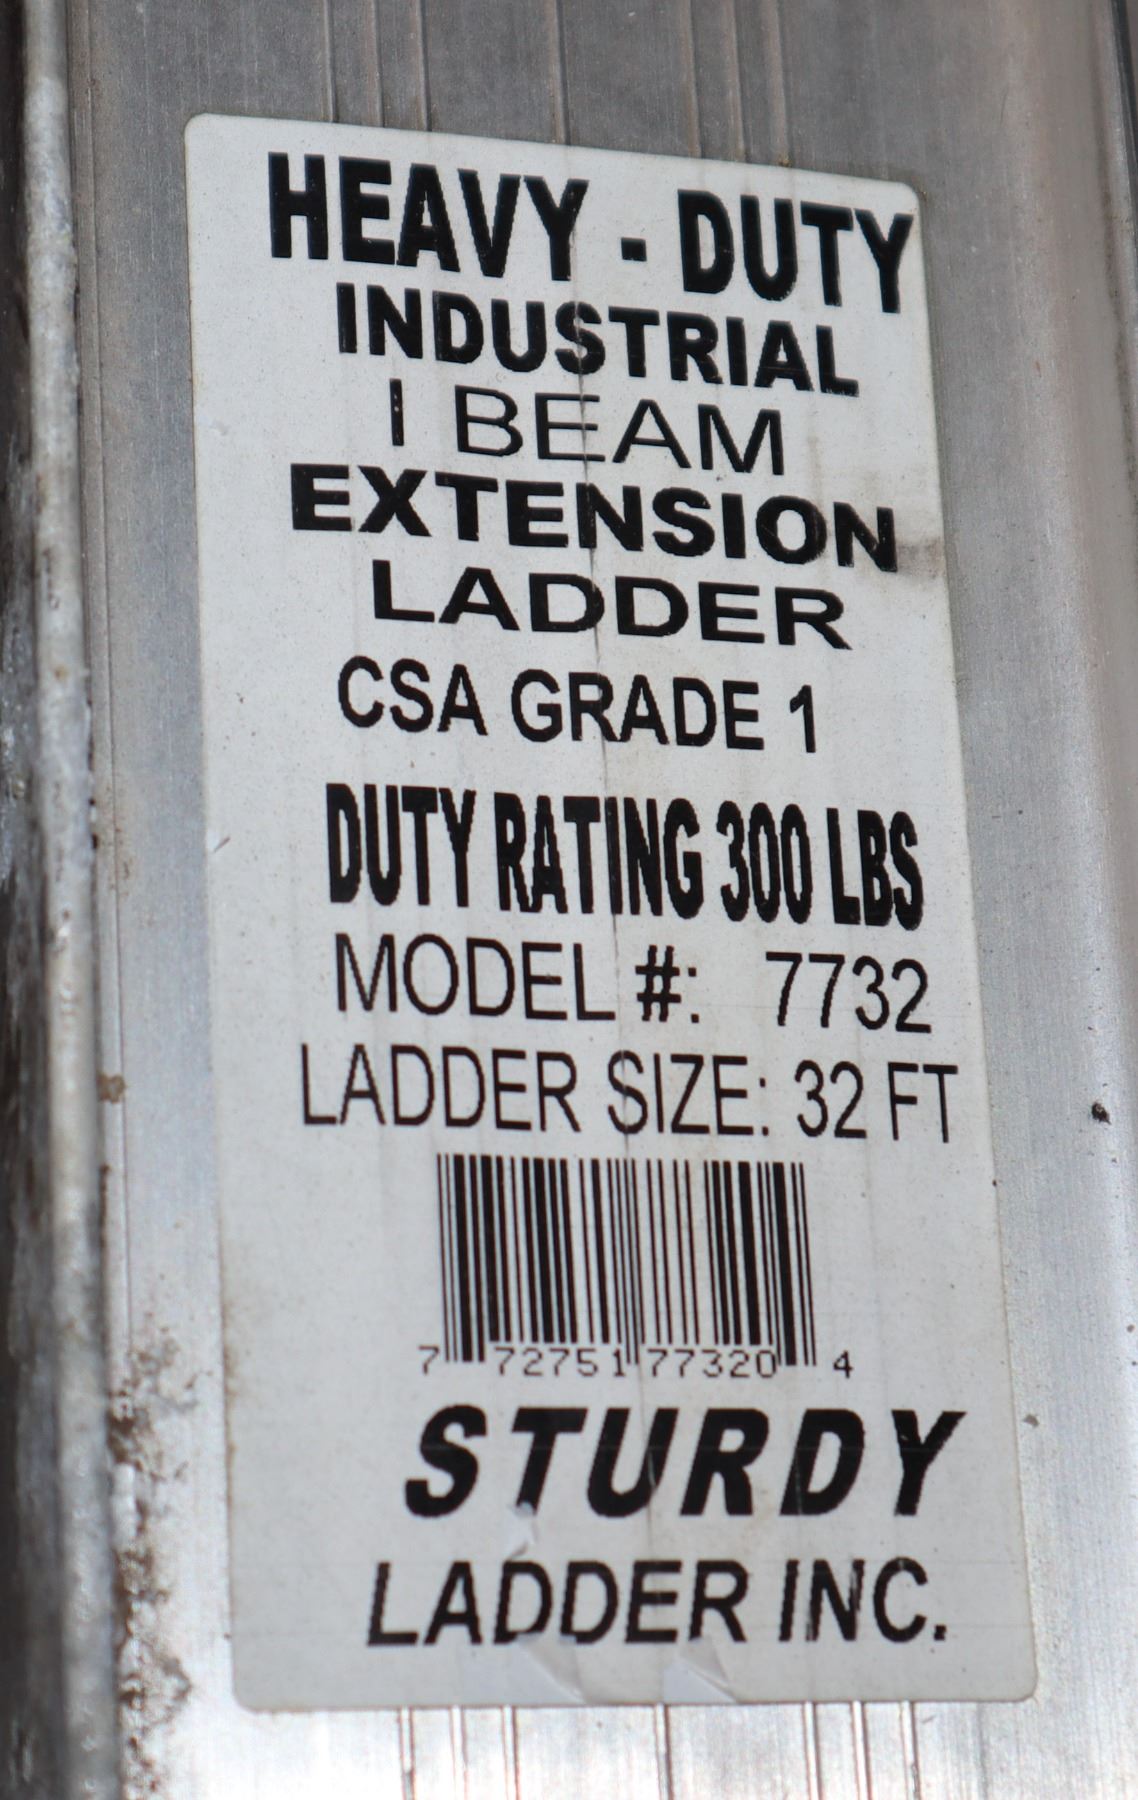 HEAVY - DUTY
INDUSTRIAL
I BEAM
EXTENSION
LADDER
CSA GRADE 1
DUTY RATING 300 LBS
MODEL #: 7732
LADDER SIZE: 32 FT
7 72751 77320 4
STURDY
LADDER INC.